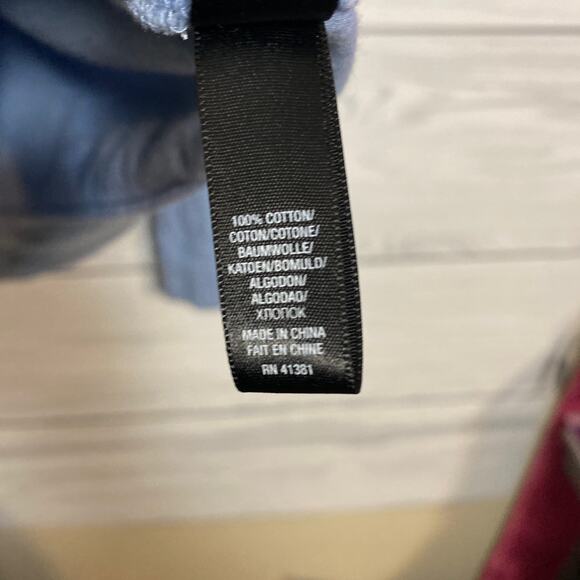 100% COTTON/
COTON/COTONE/
BAUMWOLLE/
KATOEN/BOMULD/
ALGODON/
ALGODAO/
ХЛОПОК
MADE IN CHINA
FAIT EN CHINE
RN 41381